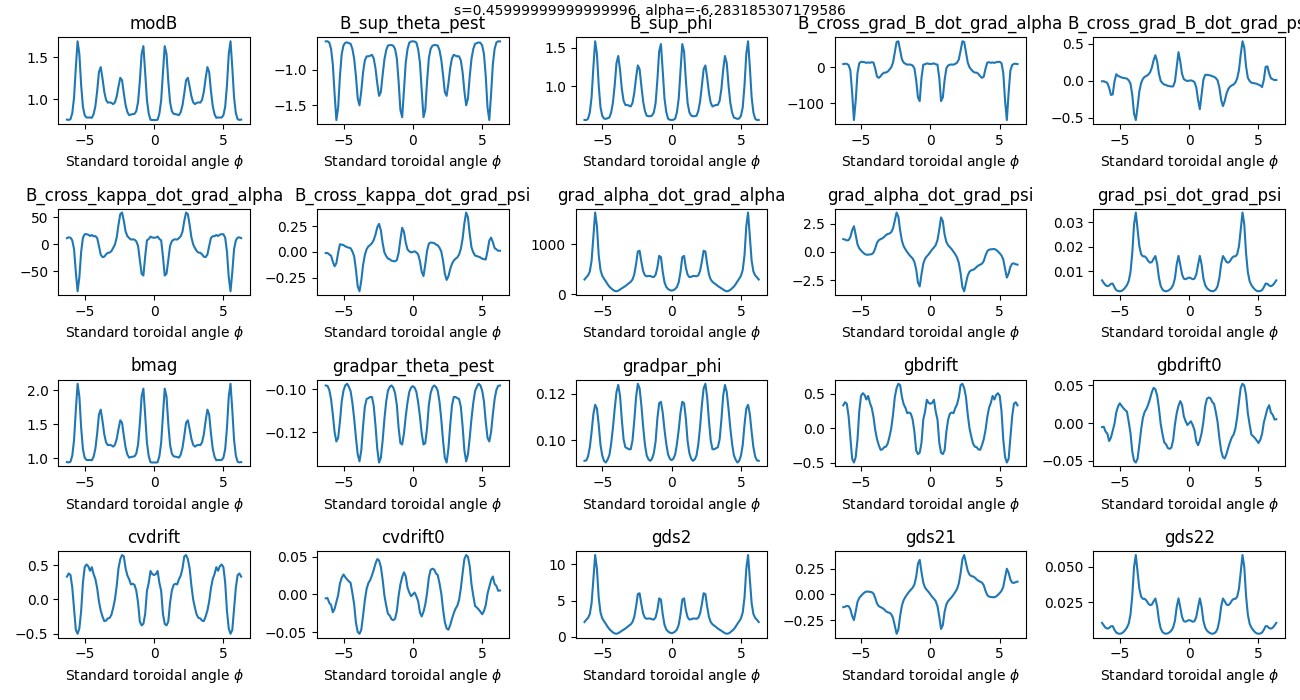 s=0.45999999999999996, alpha=-6.283185307179586
modB
B_sup_theta_pest
B_sup_phi
B_cross_grad_B_dot_grad_alpha
B_cross_grad_B_dot_grad_ps
1.5
1.0
−5
0
5
Standard toroidal angle ϕ
−1.0
−1.5
−5
0
5
Standard toroidal angle ϕ
1.5
1.0
−5
0
5
Standard toroidal angle ϕ
0
−100
−5
0
5
Standard toroidal angle ϕ
0.5
0.0
−0.5
−5
0
5
Standard toroidal angle ϕ
B_cross_kappa_dot_grad_alpha
B_cross_kappa_dot_grad_psi
grad_alpha_dot_grad_alpha
grad_alpha_dot_grad_psi
grad_psi_dot_grad_psi
50
0
−50
−5
0
5
Standard toroidal angle ϕ
0.25
0.00
−0.25
−5
0
5
Standard toroidal angle ϕ
1000
0
−5
0
5
Standard toroidal angle ϕ
2.5
0.0
−2.5
−5
0
5
Standard toroidal angle ϕ
0.03
0.02
0.01
−5
0
5
Standard toroidal angle ϕ
bmag
gradpar_theta_pest
gradpar_phi
gbdrift
gbdrift0
2.0
1.5
1.0
−5
0
5
Standard toroidal angle ϕ
−0.10
−0.12
−5
0
5
Standard toroidal angle ϕ
0.12
0.10
−5
0
5
Standard toroidal angle ϕ
0.5
0.0
−0.5
−5
0
5
Standard toroidal angle ϕ
0.05
0.00
−0.05
−5
0
5
Standard toroidal angle ϕ
cvdrift
cvdrift0
gds2
gds21
gds22
0.5
0.0
−0.5
−5
0
5
Standard toroidal angle ϕ
0.05
0.00
−0.05
−5
0
5
Standard toroidal angle ϕ
10
5
0
−5
0
5
Standard toroidal angle ϕ
0.25
0.00
−0.25
−5
0
5
Standard toroidal angle ϕ
0.050
0.025
−5
0
5
Standard toroidal angle ϕ